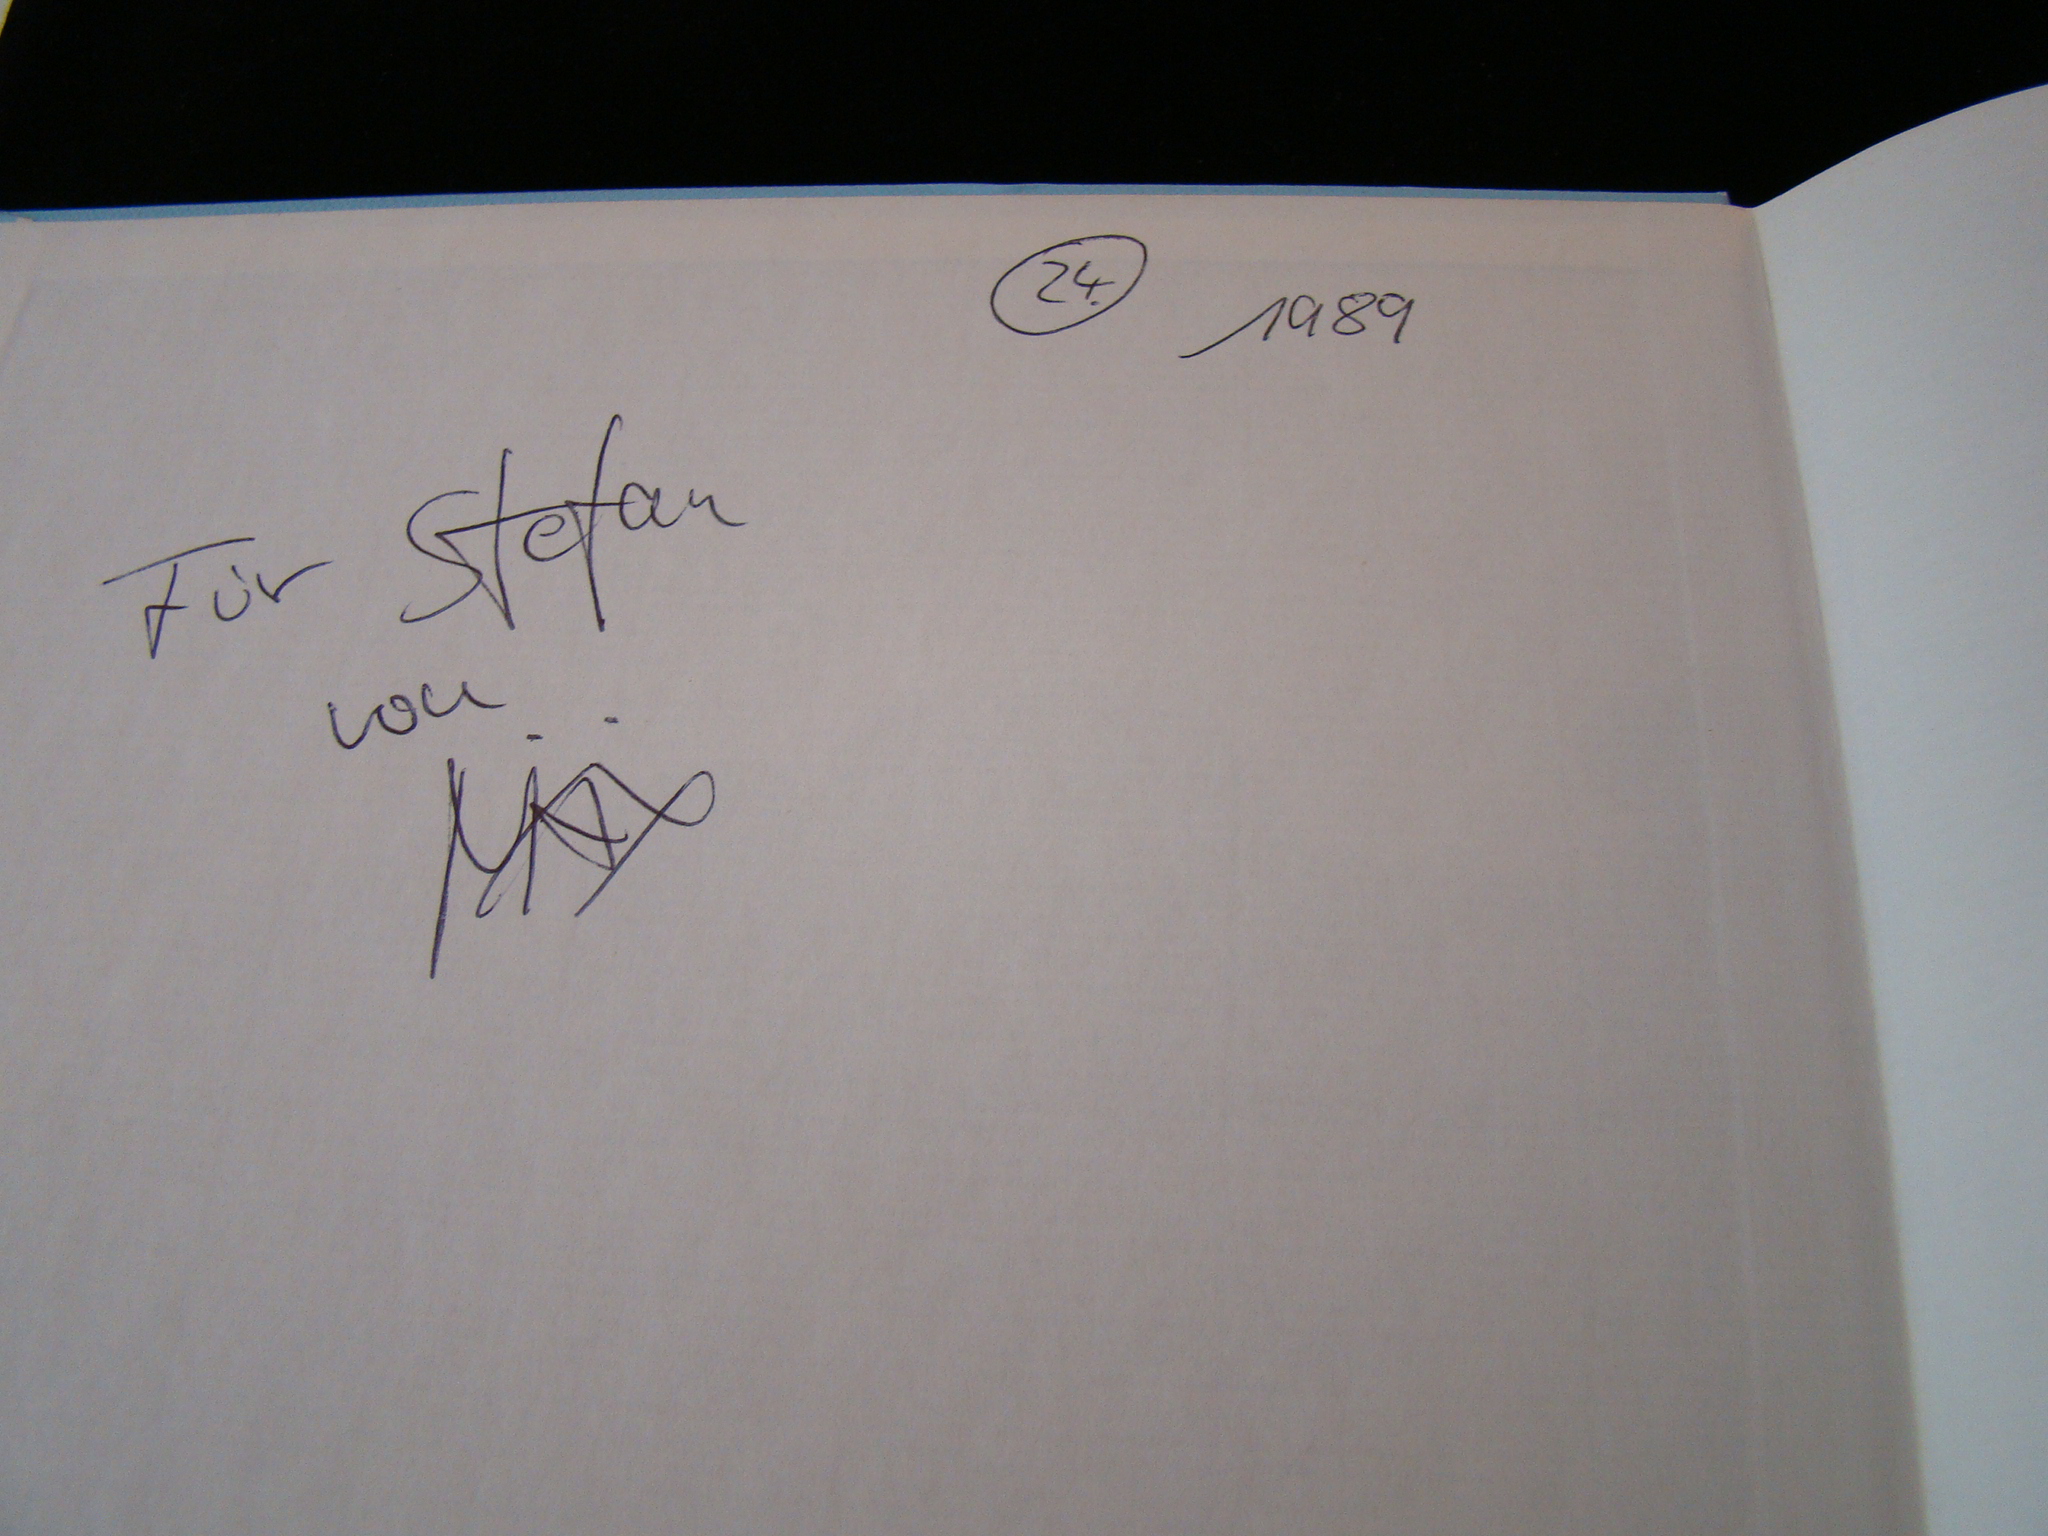 24. 1989
Für Stefan
von